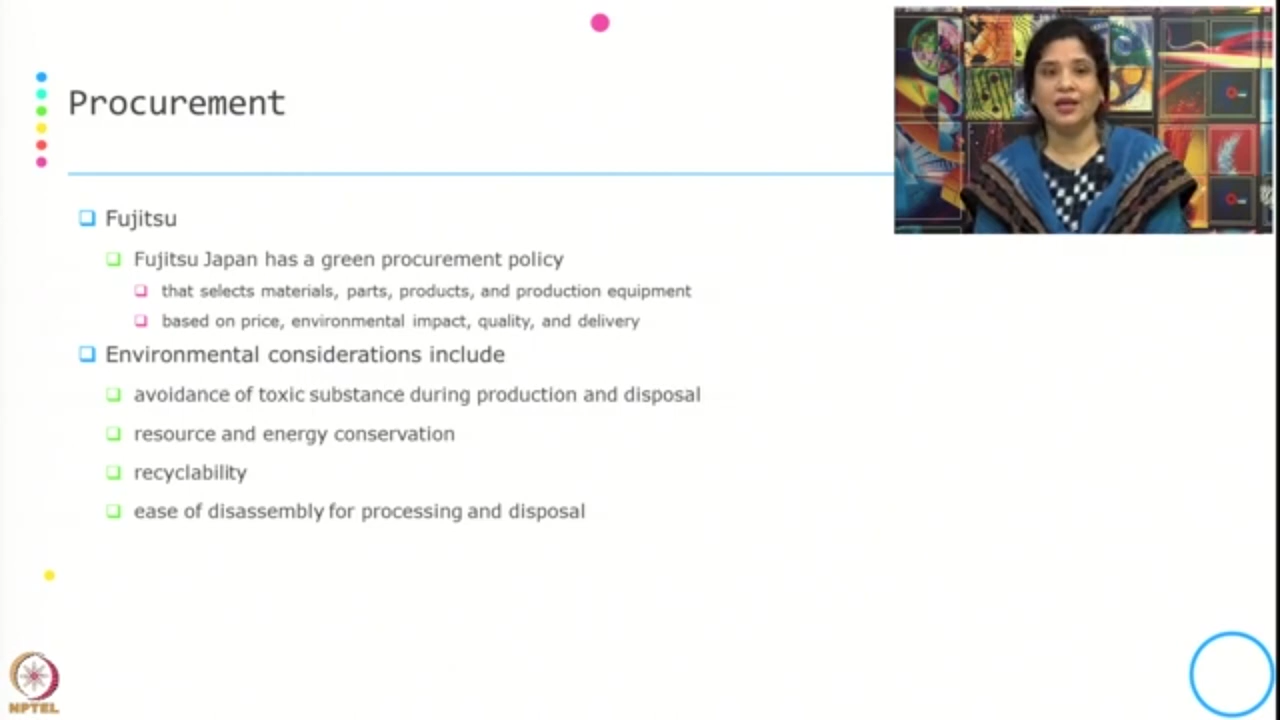 Procurement
Fujitsu
Fujitsu Japan has a green procurement policy
that selects materials, parts, products, and production equipment
based on price, environmental impact, quality, and delivery
Environmental considerations include
avoidance of toxic substance during production and disposal
resource and energy conservation
recyclability
ease of disassembly for processing and disposal
NPTEL